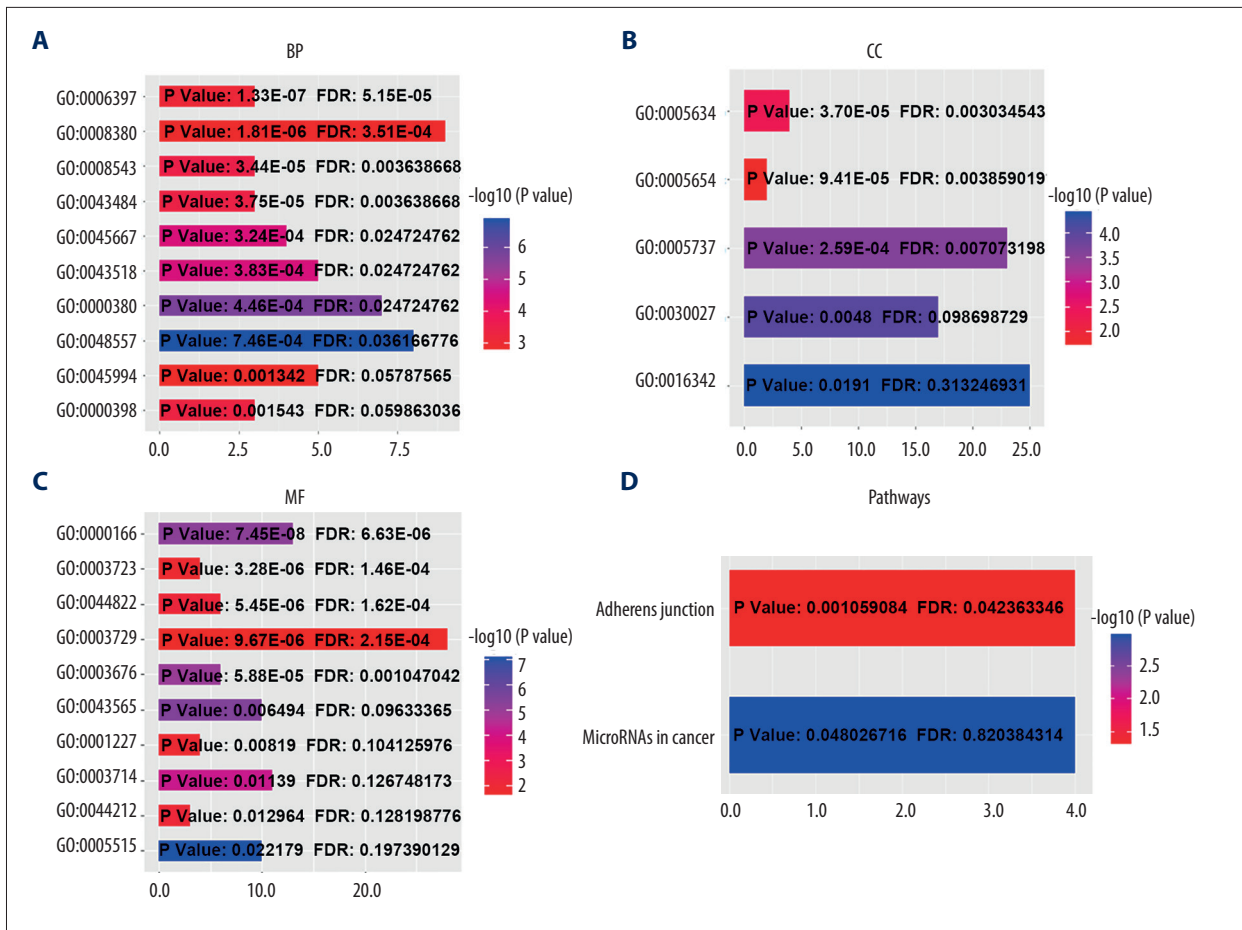 A
BP
GO:0006397 P Value: 1.33E-07 FDR: 5.15E-05
GO:0008380 P Value: 1.81E-06 FDR: 3.51E-04
GO:0008543 P Value: 3.44E-05 FDR: 0.003638668
GO:0043484 P Value: 3.75E-05 FDR: 0.003638668
GO:0045667 P Value: 3.24E-04 FDR: 0.024724762
GO:0043518 P Value: 3.83E-04 FDR: 0.024724762
GO:0000380 P Value: 4.46E-04 FDR: 0.024724762
GO:0048557 P Value: 7.46E-04 FDR: 0.036166776
GO:0045994 P Value: 0.001342 FDR: 0.05787565
GO:0000398 P Value: 0.001543 FDR: 0.059863036
0.0 2.5 5.0 7.5
-log10 (P value)
6
5
4
3
B
CC
GO:0005634 P Value: 3.70E-05 FDR: 0.003034543
GO:0005654 P Value: 9.41E-05 FDR: 0.003859019
GO:0005737 P Value: 2.59E-04 FDR: 0.007073198
GO:0030027 P Value: 0.0048 FDR: 0.098698729
GO:0016342 P Value: 0.0191 FDR: 0.313246931
0.0 5.0 10.0 15.0 20.0 25.0
-log10 (P value)
4.0
3.5
3.0
2.5
2.0
C
MF
GO:0000166 P Value: 7.45E-08 FDR: 6.63E-06
GO:0003723 P Value: 3.28E-06 FDR: 1.46E-04
GO:0044822 P Value: 5.45E-06 FDR: 1.62E-04
GO:0003729 P Value: 9.67E-06 FDR: 2.15E-04
GO:0003676 P Value: 5.88E-05 FDR: 0.001047042
GO:0043565 P Value: 0.006494 FDR: 0.09633365
GO:0001227 P Value: 0.00819 FDR: 0.104125976
GO:0003714 P Value: 0.01139 FDR: 0.126748173
GO:0044212 P Value: 0.012964 FDR: 0.128198776
GO:0005515 P Value: 0.022179 FDR: 0.197390129
0.0 10.0 20.0
-log10 (P value)
7
6
5
4
3
2
D
Pathways
Adherens junction P Value: 0.001059084 FDR: 0.042363346
MicroRNAs in cancer P Value: 0.048026716 FDR: 0.820384314
0.0 1.0 2.0 3.0 4.0
-log10 (P value)
2.5
2.0
1.5